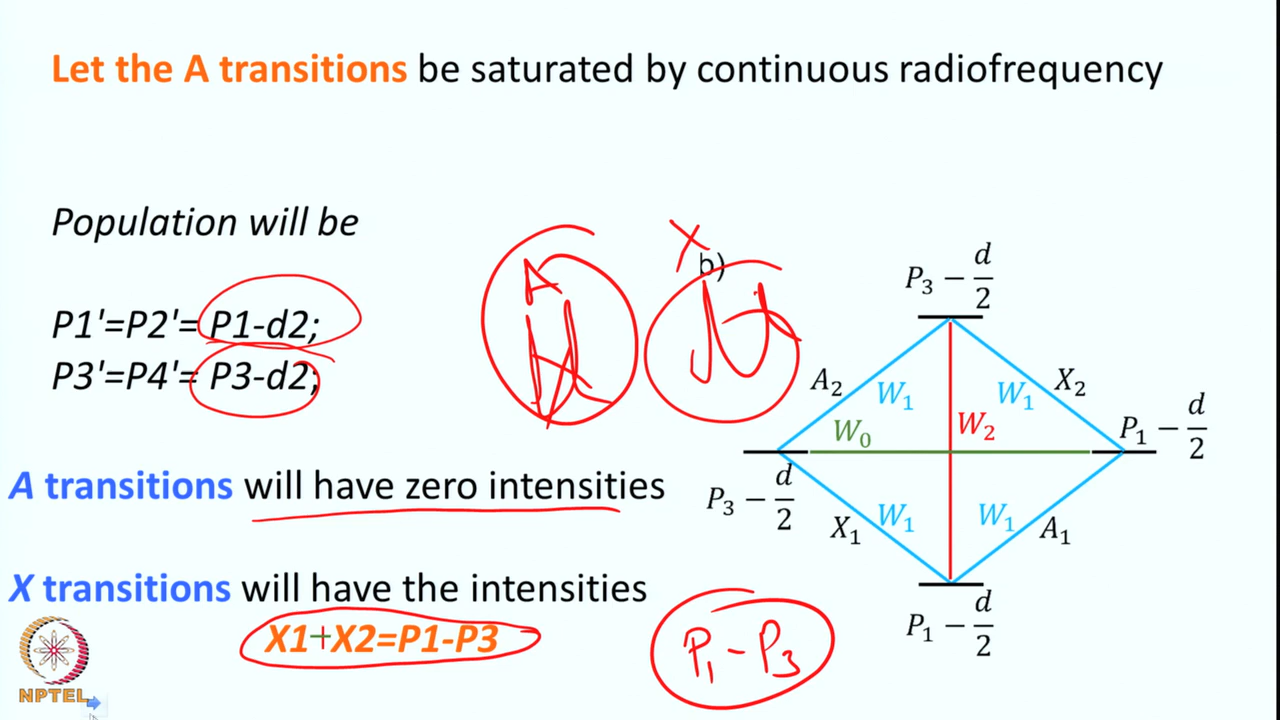 Let the A transitions be saturated by continuous radiofrequency
Population will be
P1'=P2'= P1-d2;
P3'=P4'= P3-d2;
A transitions will have zero intensities
X transitions will have the intensities
X1+X2=P1-P3
A
X
b)
P₁ - P₃
P₃ − d/2
A₂
W₁
W₁
X₂
W₀
W₂
P₁ − d/2
P₃ − d/2
X₁
W₁
W₁
A₁
P₁ − d/2
NPTEL